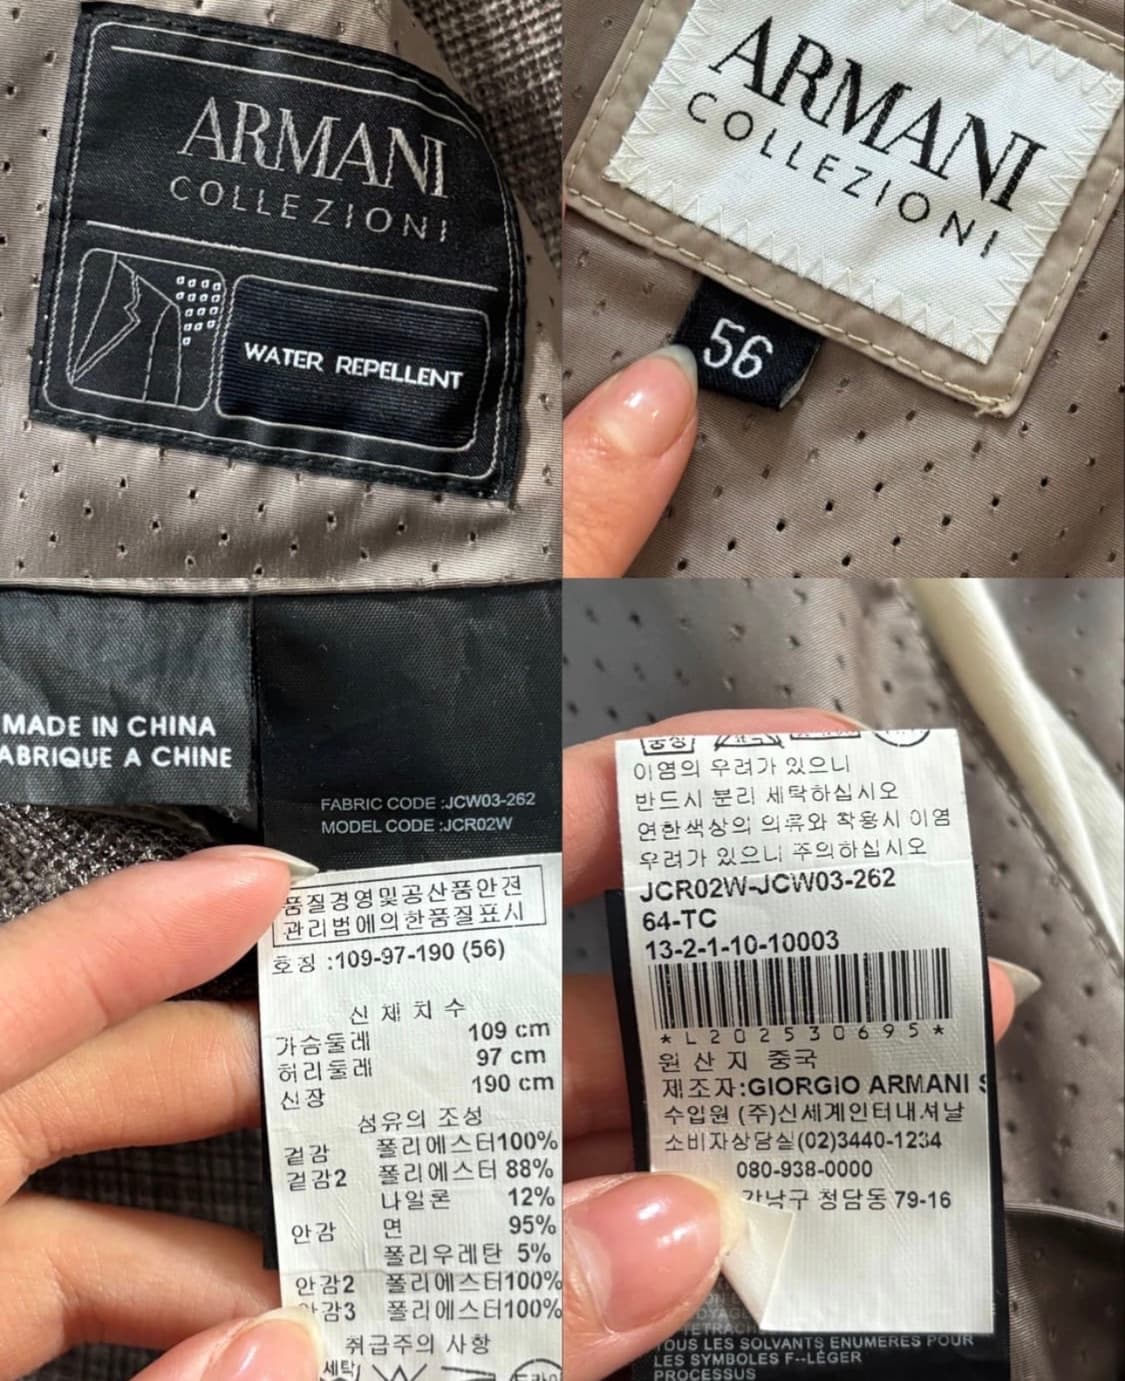 ARMANI
COLLEZIONI
WATER REPELLENT
ARMANI
COLLEZIONI
56
MADE IN CHINA
ABRIQUE A CHINE
FABRIC CODE :JCW03-262
MODEL CODE :JCR02W
품질경영및공산품안전
관리법에의한품질표시
호칭 :109-97-190 (56)
신체치수
가슴둘레 109 cm
허리둘레 97 cm
신장 190 cm
섬유의 조성
겉감 폴리에스터100%
겉감2 폴리에스터 88%
나일론 12%
안감 면 95%
폴리우레탄 5%
안감2 폴리에스터100%
안감3 폴리에스터100%
취급주의 사항
세탁
중성
이염의 우려가 있으니
반드시 분리 세탁하십시오
연한색상의 의류와 착용시 이염
우려가 있으니 주의하십시오
JCR02W-JCW03-262
64-TC
13-2-1-10-10003
*L202530695*
원산지 중국
제조자:GIORGIO ARMANI S
수입원 (주)신세계인터내셔날
소비자상담실(02)3440-1234
080-938-0000
강남구 청담동 79-16
TOUS LES SOLVANTS ENUMERES POUR
LES SYMBOLES F--LÉGER
PROCESSUS